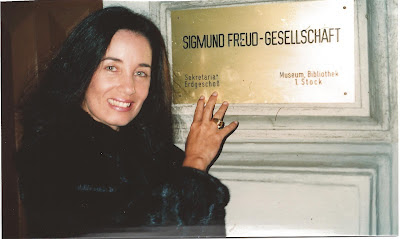 SIGMUND FREUD-GESELLSCHAFT
Sekretariat
Erdgeschoß
Museum, Bibliothek
1 Stock